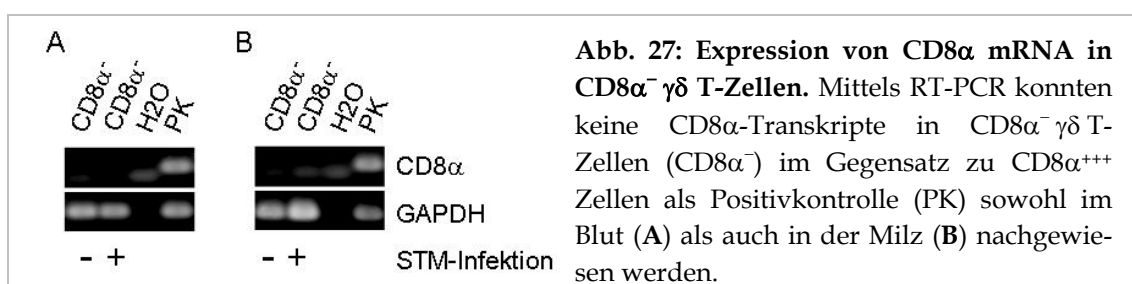 A
CD8α⁻ CD8α⁻ H2O PK
B
CD8α⁻ CD8α⁻ H2O PK
CD8α
GAPDH
- +
- +
STM-Infektion
Abb. 27: Expression von CD8α mRNA in
CD8α⁻ γδ T-Zellen. Mittels RT-PCR konnten
keine CD8α-Transkripte in CD8α⁻ γδ T-
Zellen (CD8α⁻) im Gegensatz zu CD8α⁺⁺⁺
Zellen als Positivkontrolle (PK) sowohl im
Blut (A) als auch in der Milz (B) nachgewie-
sen werden.